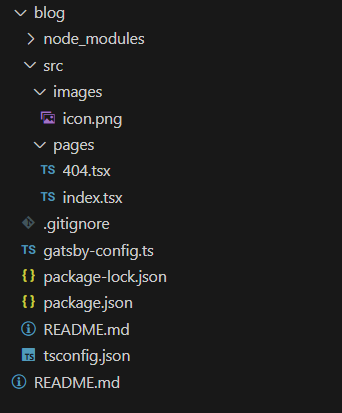 blog
node_modules
src
images
icon.png
pages
TS 404.tsx
TS index.tsx
.gitignore
TS gatsby-config.ts
{} package-lock.json
{} package.json
README.md
TS tsconfig.json
README.md